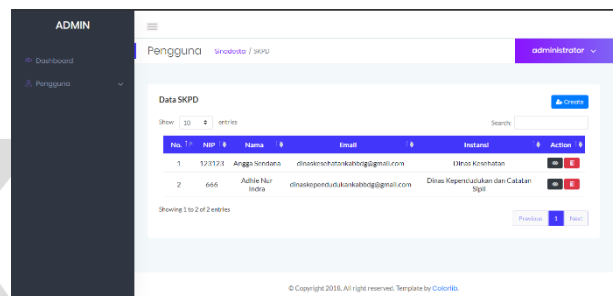 ADMIN
Pengguna Sinadesta / SKPD
administrator
Dashboard
Pengguna
Data SKPD
Create
Show 10 entries
Search:
No. NIP Nama Email Instansi Action
1 123123 Angga Sendana dinaskesehatankabbdg@gmail.com Dinas Kesehatan
2 666 Adhie Nur Indra dinaskependudukankabbdg@gmail.com Dinas Kependudukan dan Catatan Sipil
Showing 1 to 2 of 2 entries
Previous 1 Next
© Copyright 2018. All right reserved. Template by Colorlib.